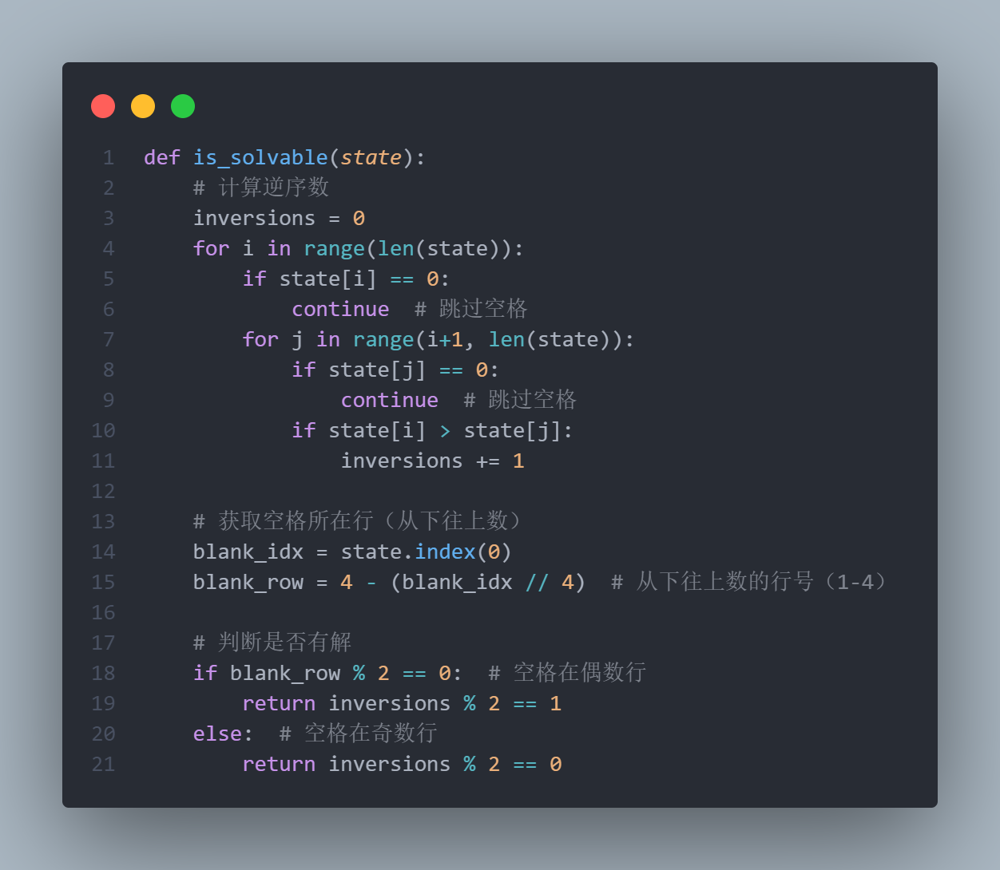 1 def is_solvable(state):
2     # 计算逆序数
3     inversions = 0
4     for i in range(len(state)):
5         if state[i] == 0:
6             continue  # 跳过空格
7         for j in range(i+1, len(state)):
8             if state[j] == 0:
9                 continue  # 跳过空格
10             if state[i] > state[j]:
11                 inversions += 1
12
13     # 获取空格所在行（从下往上数）
14     blank_idx = state.index(0)
15     blank_row = 4 - (blank_idx // 4)  # 从下往上数的行号（1-4）
16
17     # 判断是否有解
18     if blank_row % 2 == 0:  # 空格在偶数行
19         return inversions % 2 == 1
20     else:  # 空格在奇数行
21         return inversions % 2 == 0